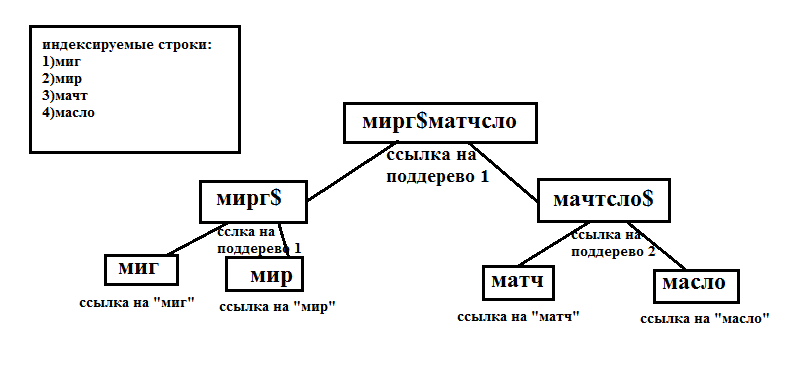 индексируемые строки:
1)миг
2)мир
3)мачт
4)масло
мирг$матчсло
ссылка на
поддерево 1
мирг$
мачтсло$
сслка на
поддерево 1
ссылка на
поддерево 2
миг
мир
матч
масло
ссылка на "миг"
ссылка на "мир"
ссылка на "матч"
ссылка на "масло"